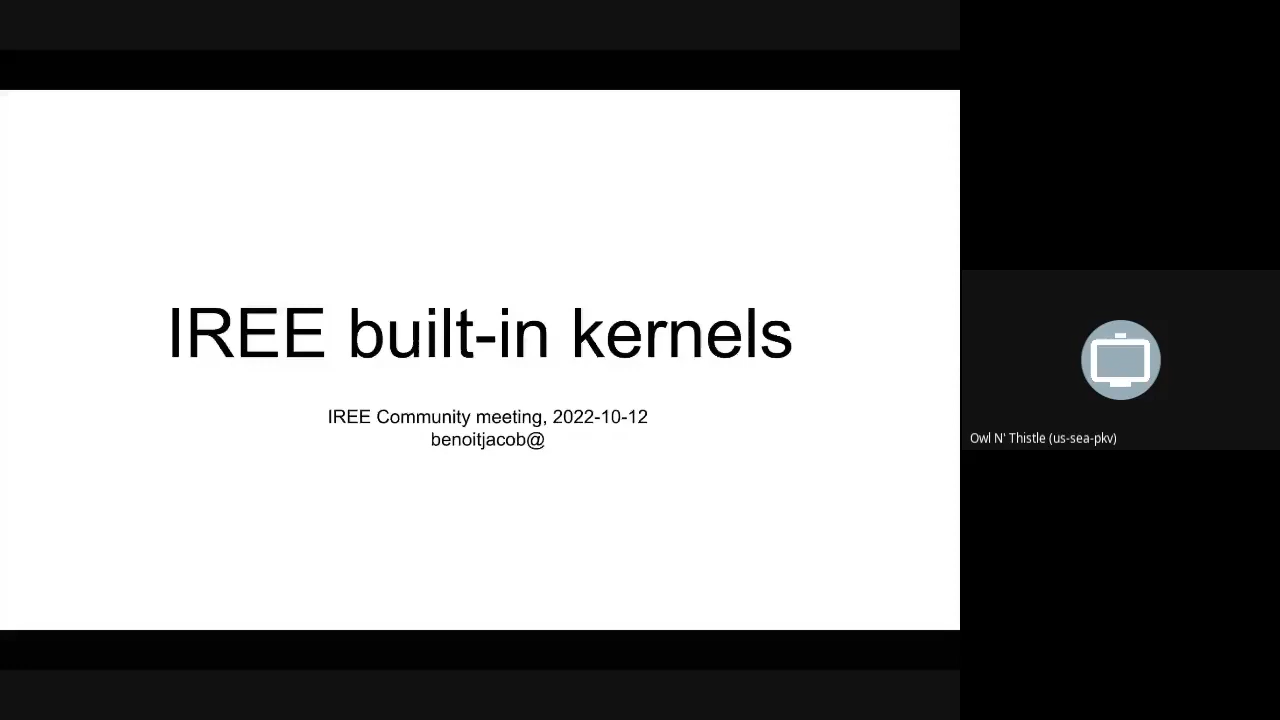 IREE built-in kernels
IREE Community meeting, 2022-10-12
benoitjacob@
Owl N' Thistle (us-sea-pkv)